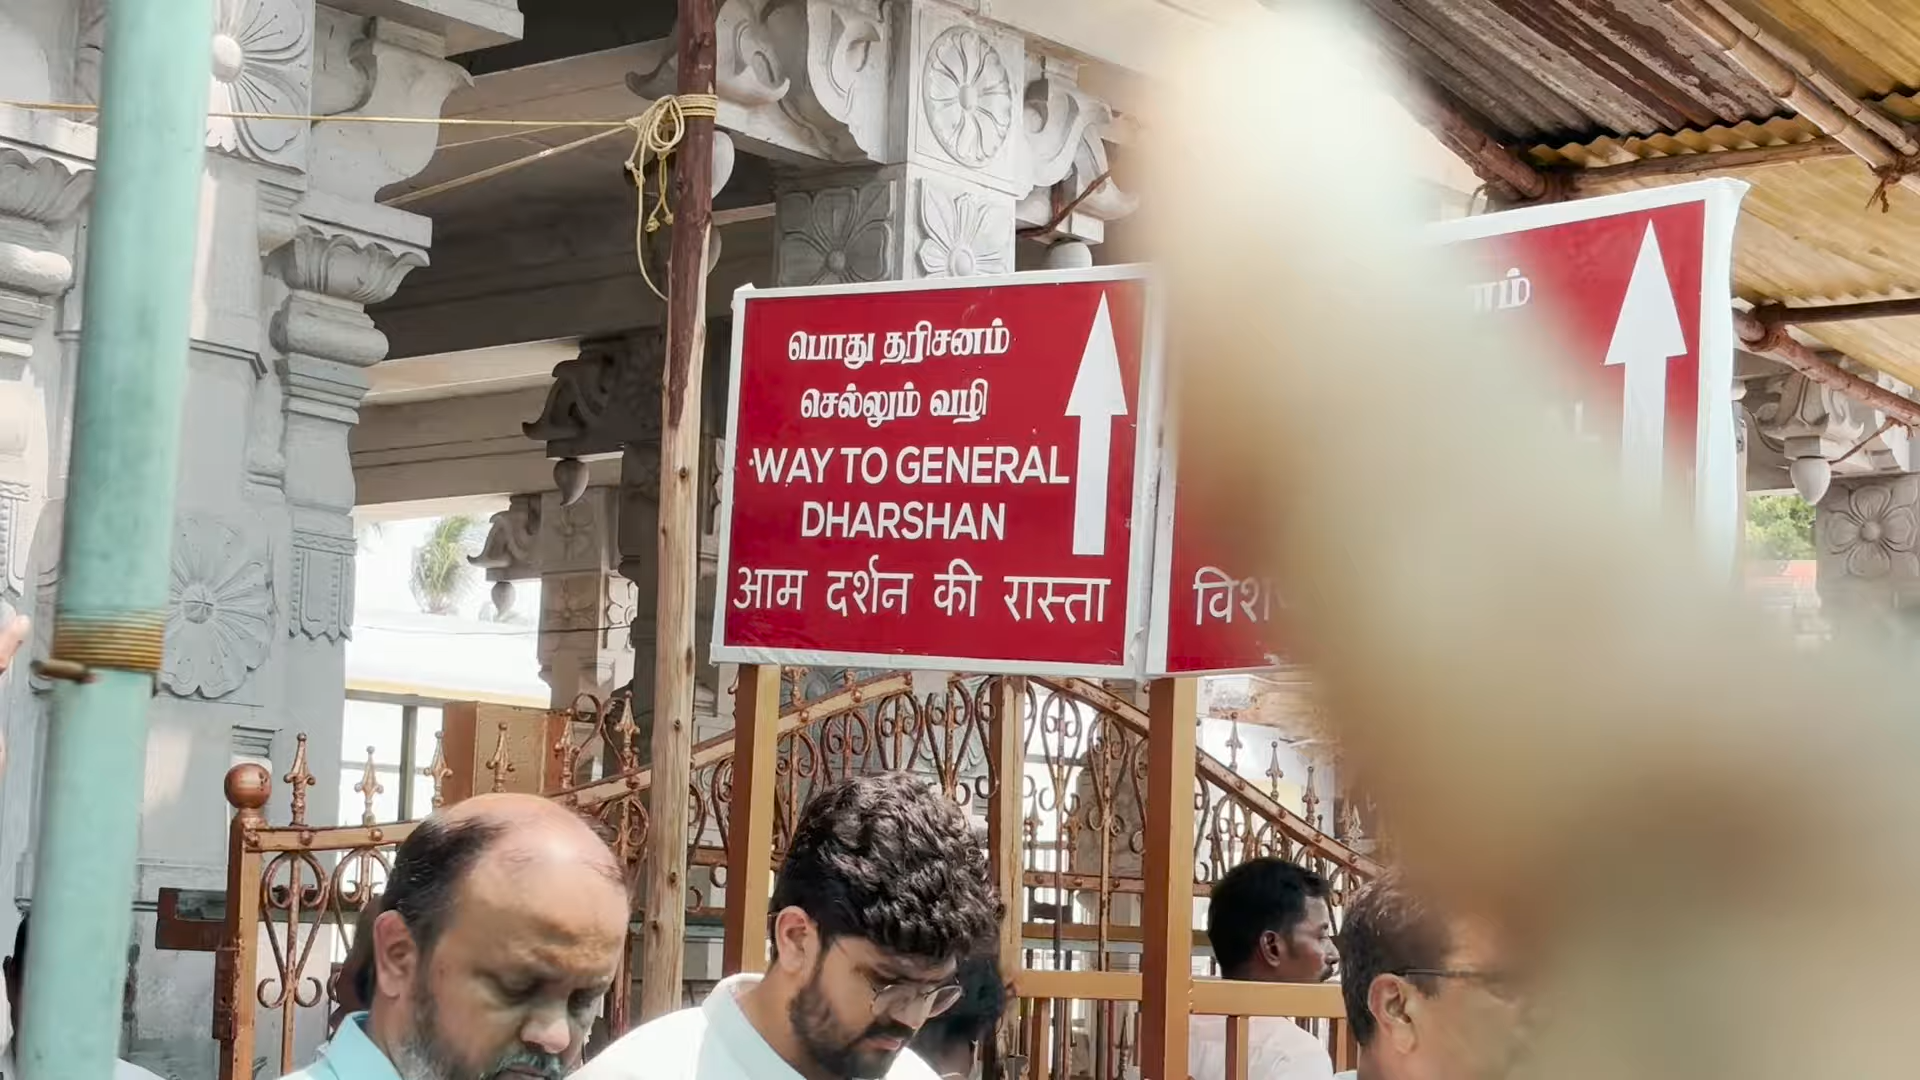 பொது தரிசனம்
செல்லும் வழி
WAY TO GENERAL
DHARSHAN
आम दर्शन की रास्ता